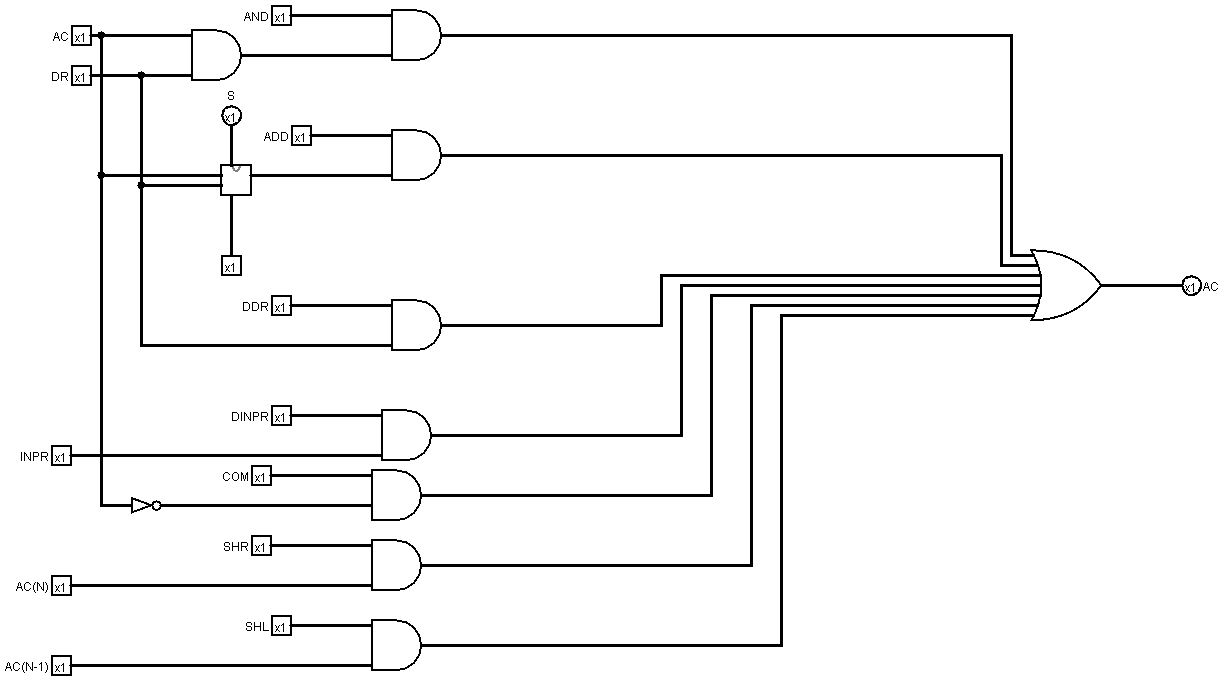 AND x1
AC x1
DR x1
S
x1
ADD x1
x1
DDR x1
x1 AC
DINPR x1
INPR x1
COM x1
SHR x1
AC(N) x1
SHL x1
AC(N-1) x1